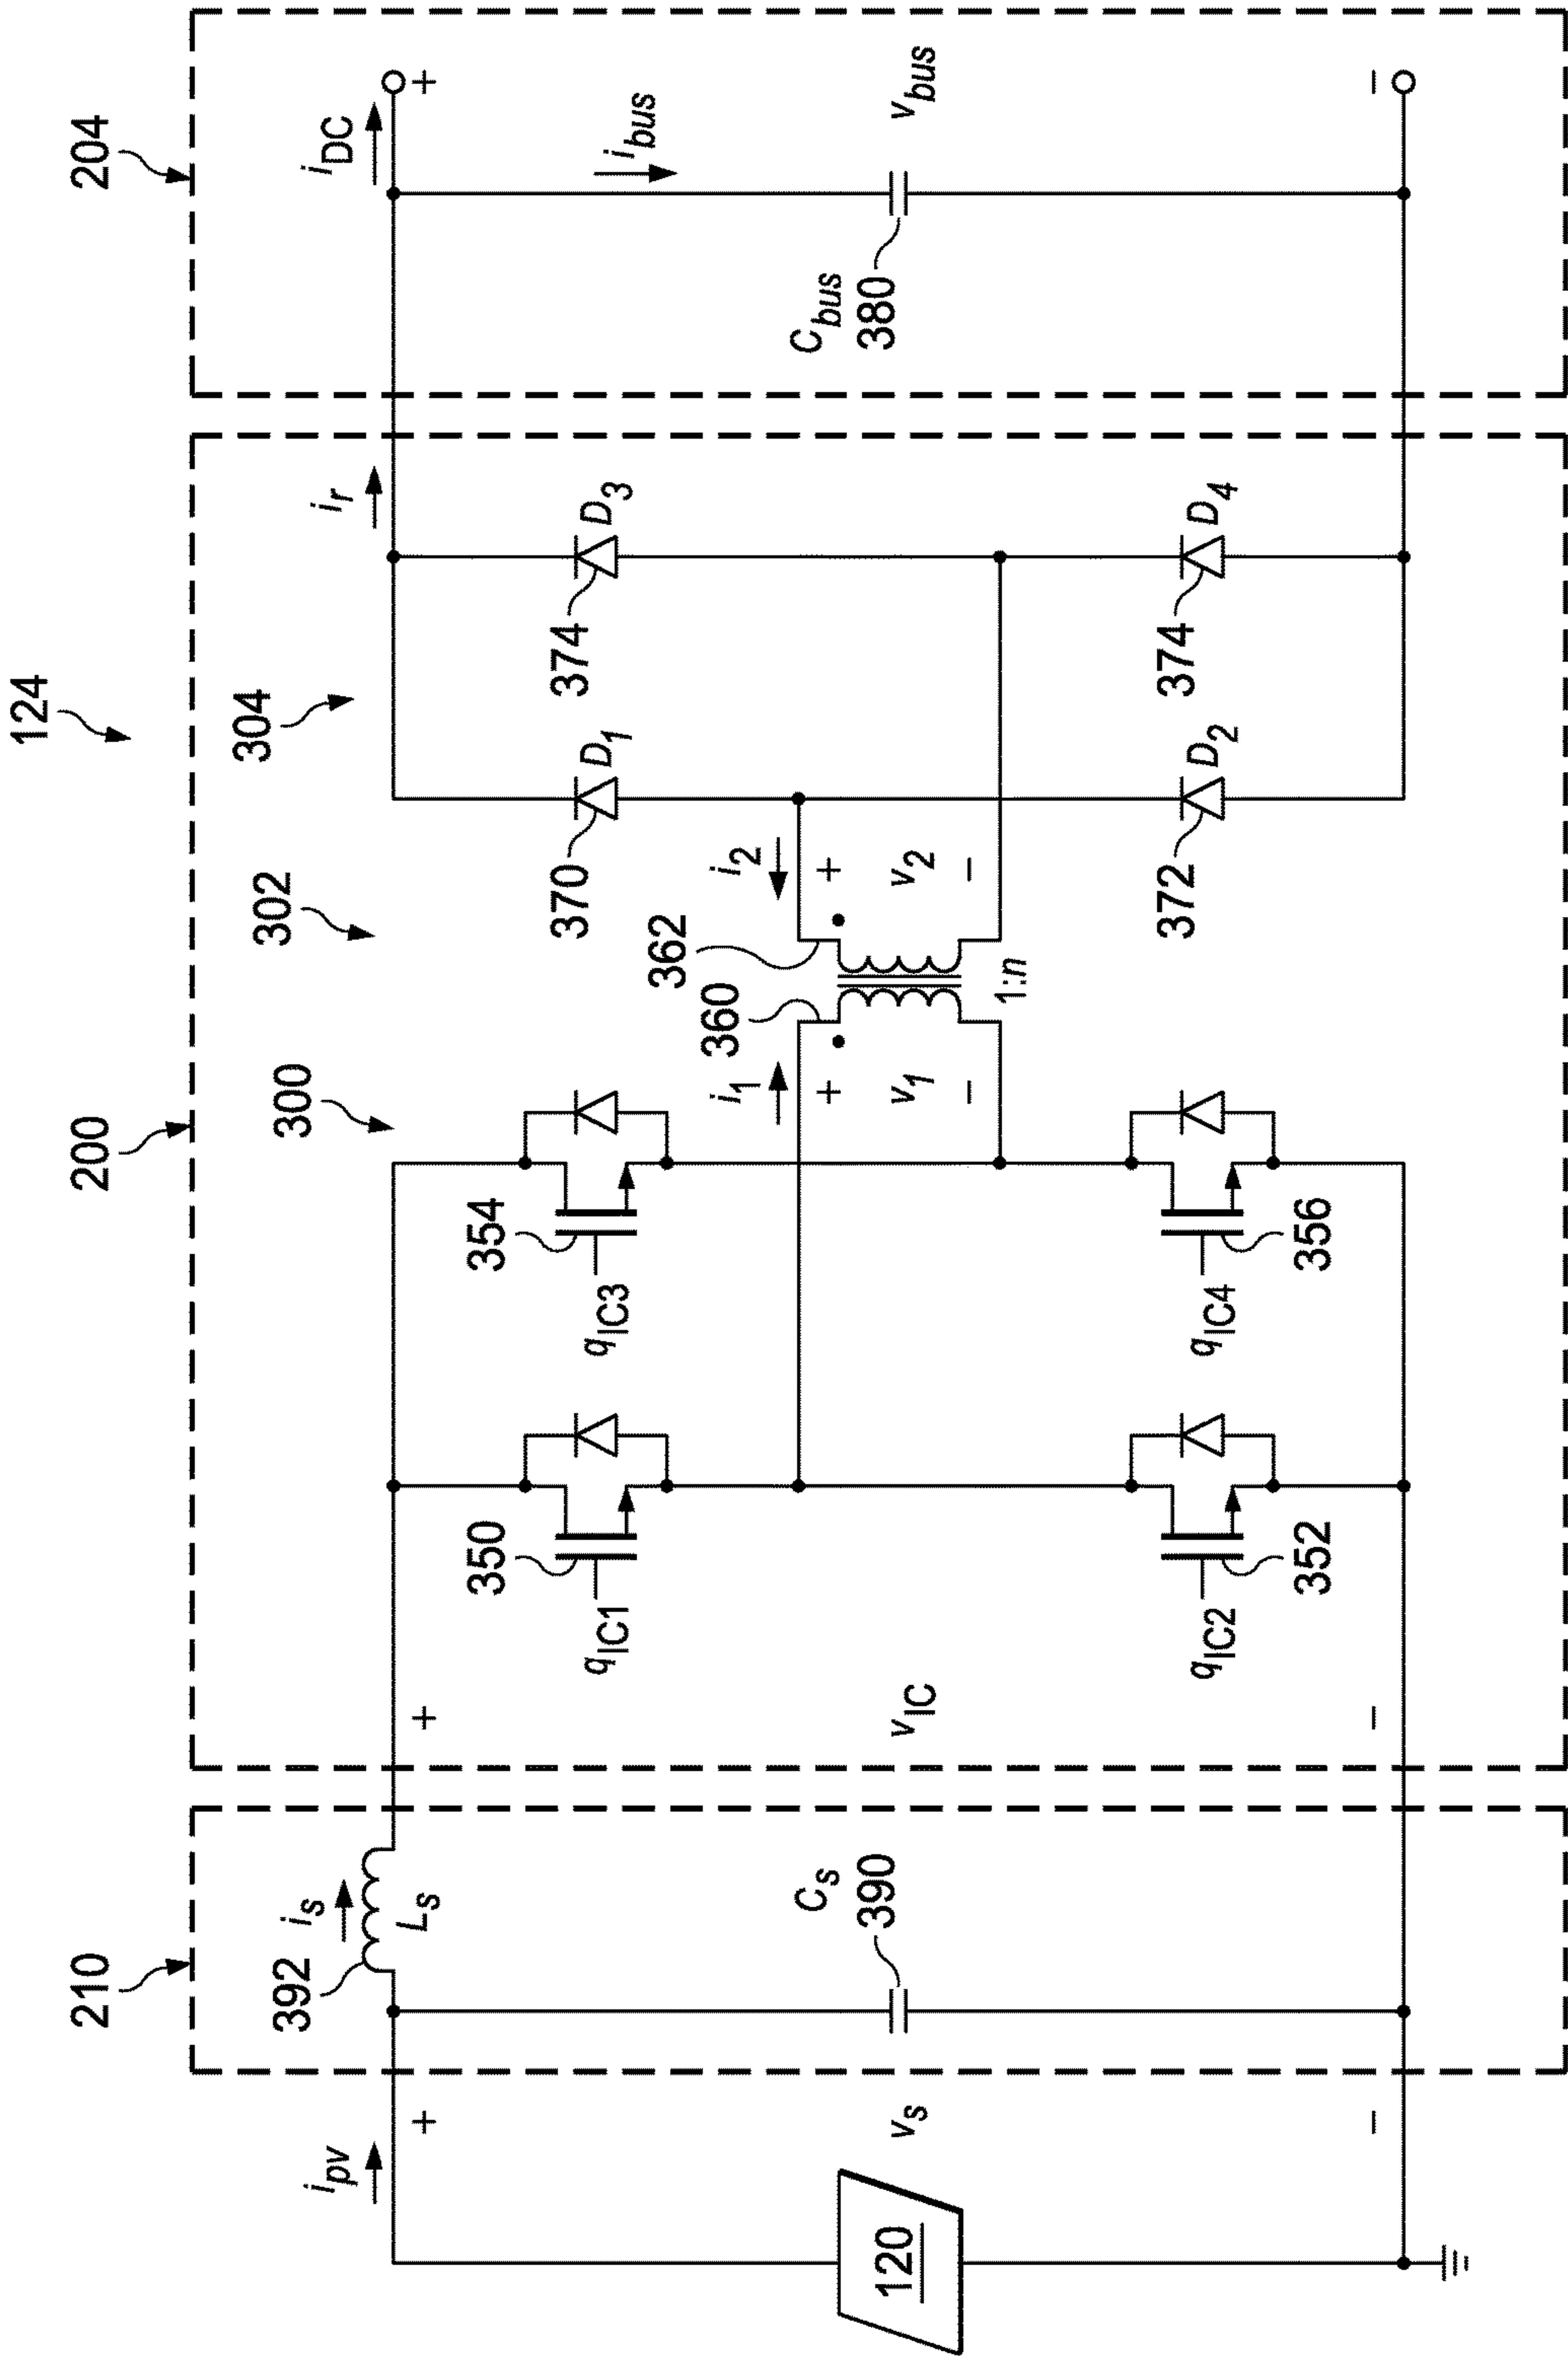 124
210
200
204
302
300
304
392
i_s
L_s
i_pv
i_r
i_DC
+
+
+
+
350
q_IC1
354
q_IC3
370
D_1
374
D_3
i_bus
i_1
360
362
i_2
+
v_1
−
+
v_2
−
1:n
120
v_s
C_s
390
v_IC
C_bus
380
v_bus
q_IC2
352
q_IC4
356
372
D_2
374
D_4
−
−
−